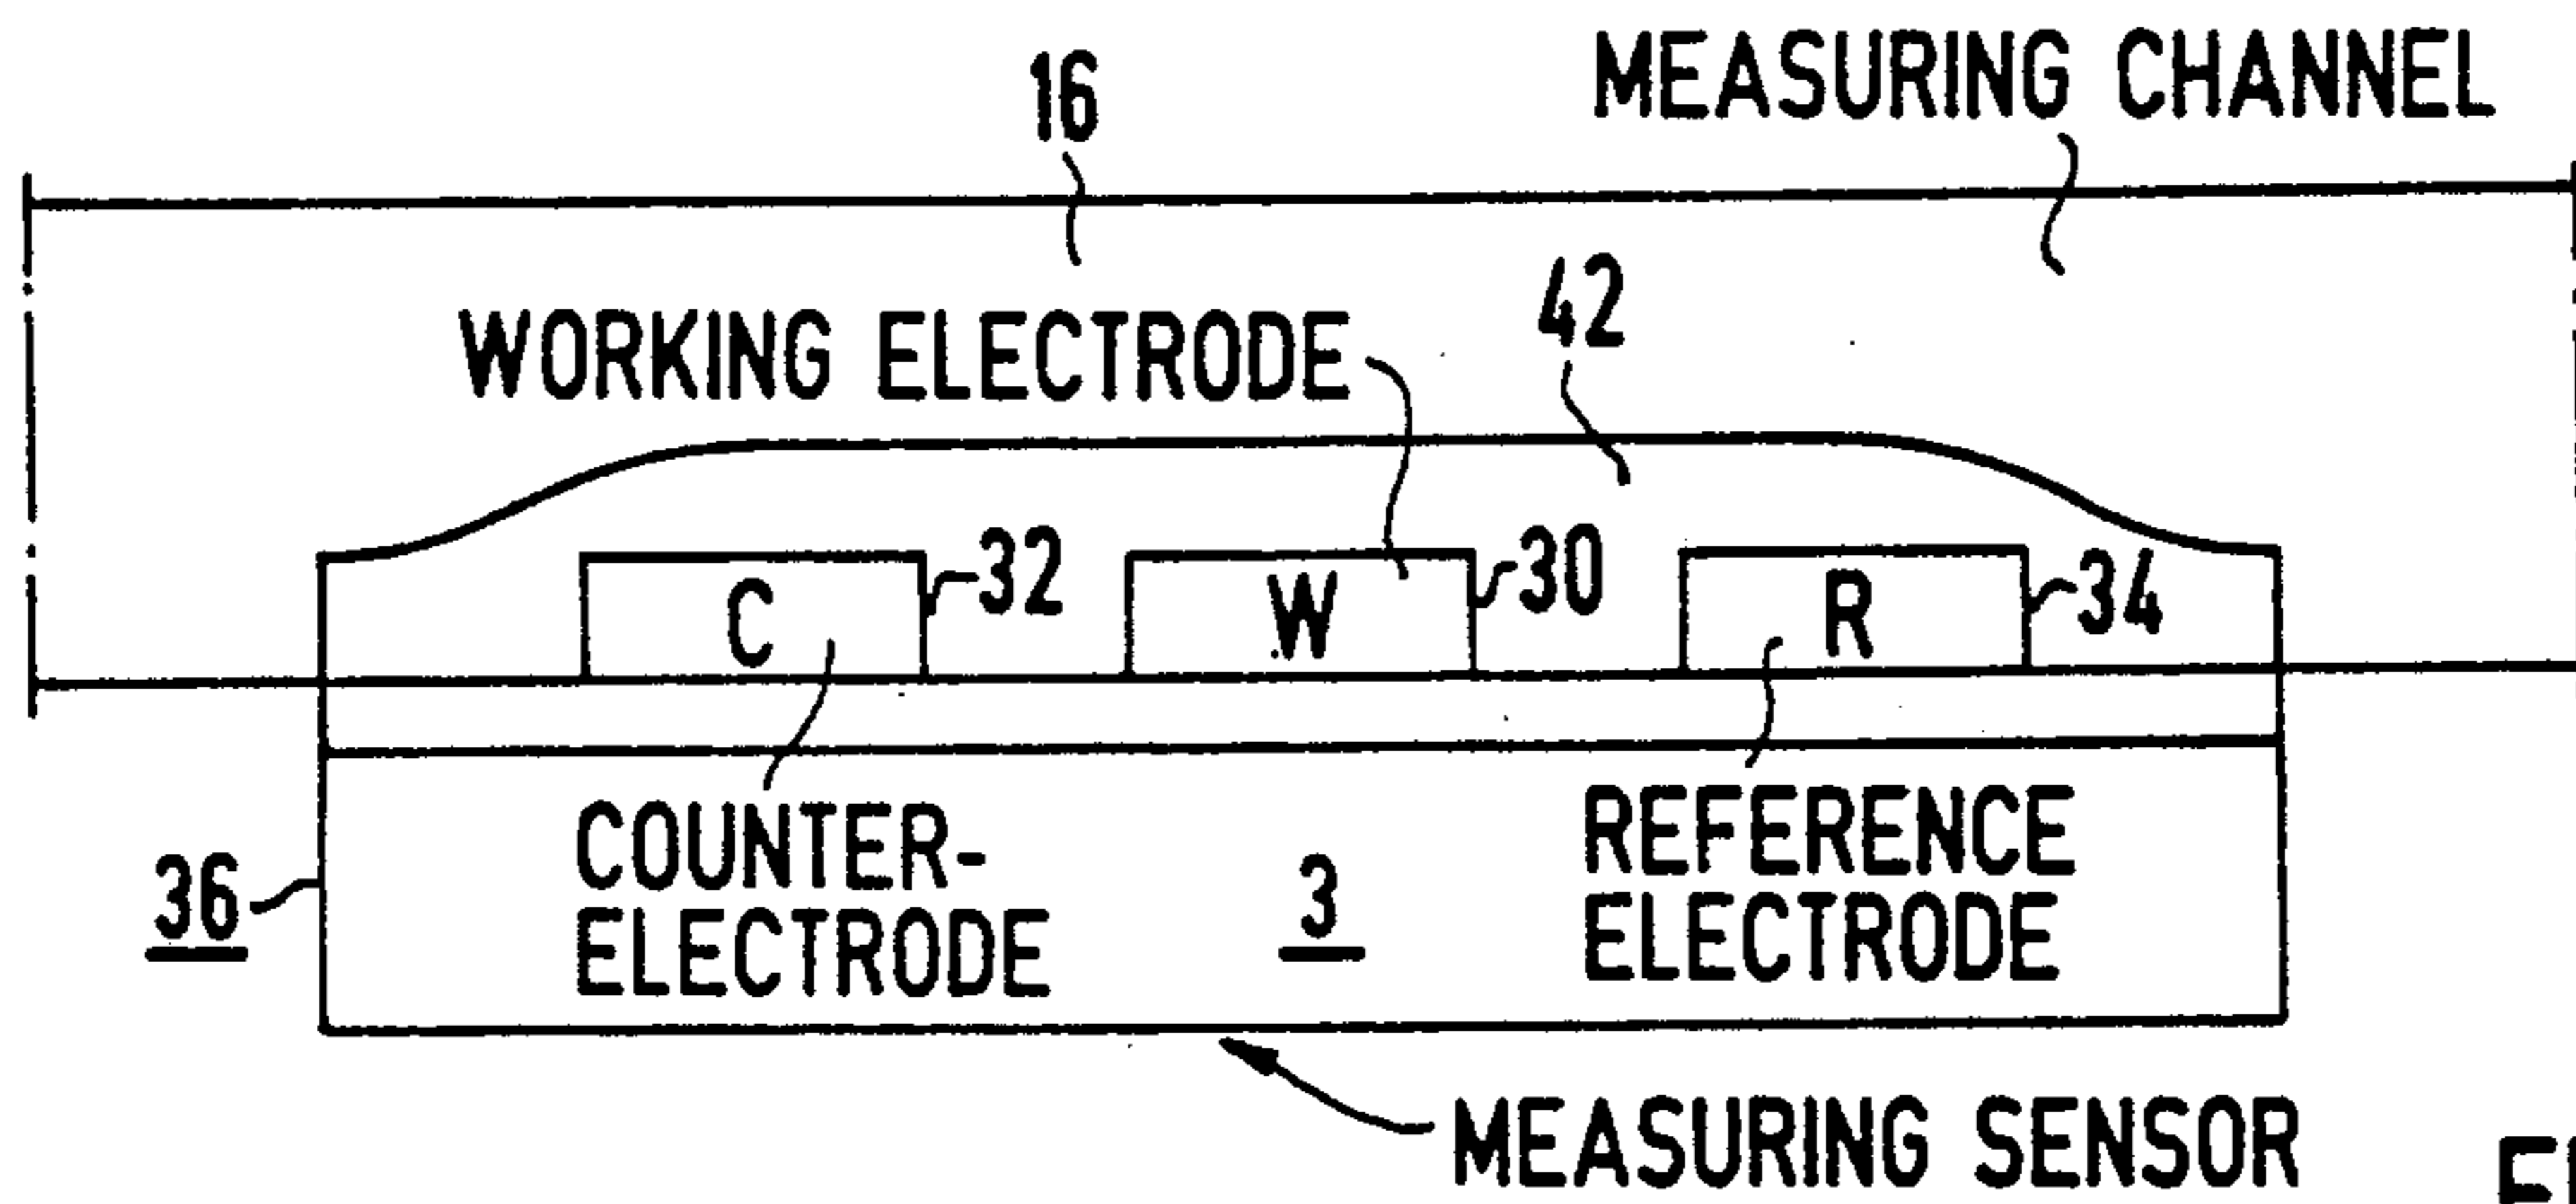 MEASURING CHANNEL
16
42
WORKING ELECTRODE
C
32
W
30
R
34
COUNTER-
ELECTRODE
REFERENCE
ELECTRODE
36
3
MEASURING SENSOR